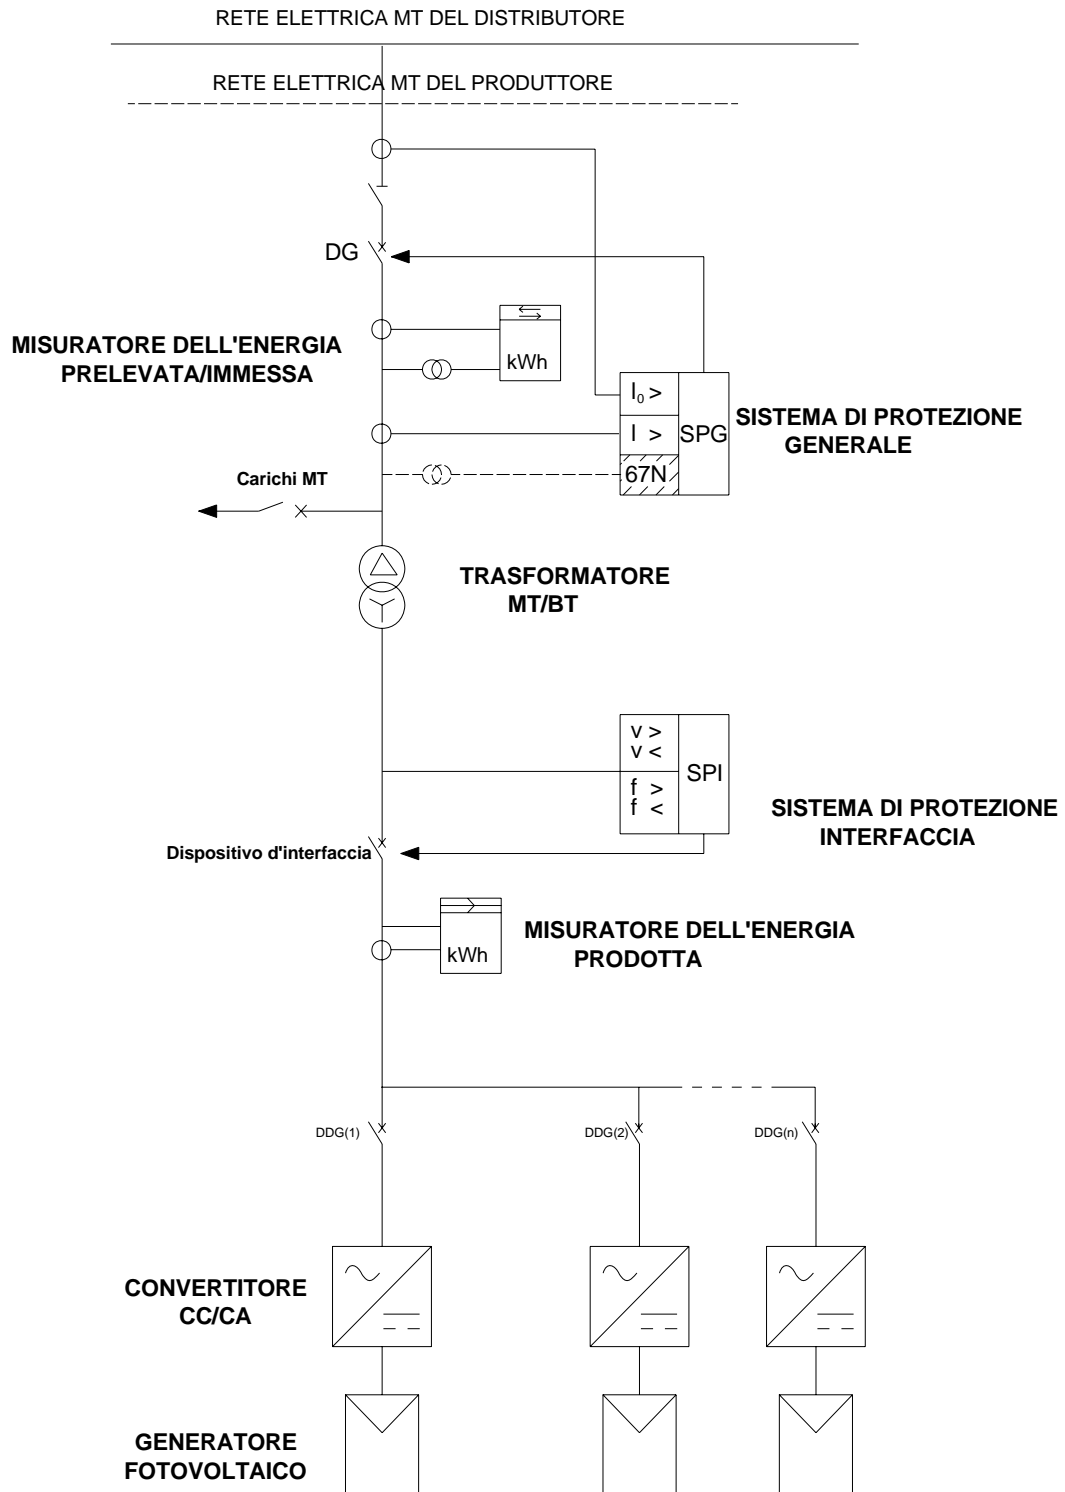 RETE ELETTRICA MT DEL DISTRIBUTORE
RETE ELETTRICA MT DEL PRODUTTORE
DG
MISURATORE DELL'ENERGIA
PRELEVATA/IMMESSA
kWh
I₀ >
I >
67N
SPG
SISTEMA DI PROTEZIONE
GENERALE
Carichi MT
TRASFORMATORE
MT/BT
v >
v <
f >
f <
SPI
SISTEMA DI PROTEZIONE
INTERFACCIA
Dispositivo d'interfaccia
kWh
MISURATORE DELL'ENERGIA
PRODOTTA
DDG(1)
DDG(2)
DDG(n)
CONVERTITORE
CC/CA
GENERATORE
FOTOVOLTAICO